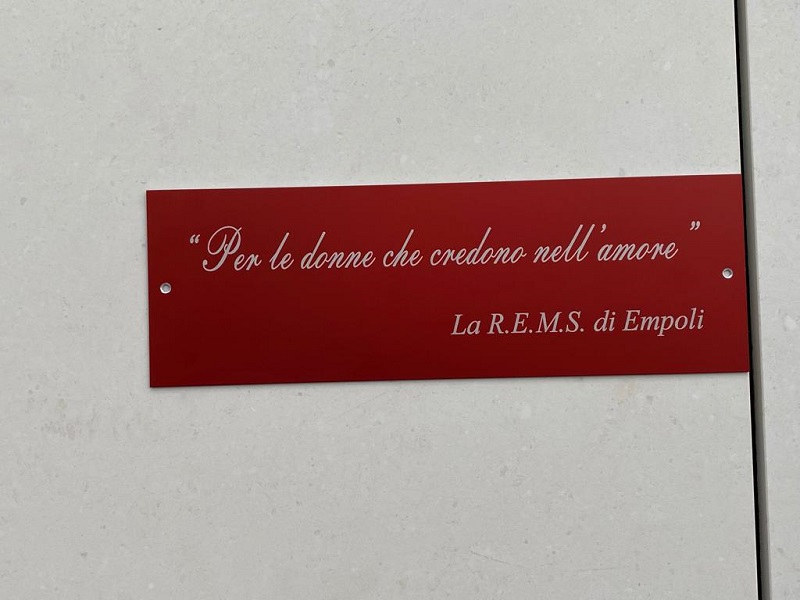 “Per le donne che credono nell’amore”
La R.E.M.S. di Empoli